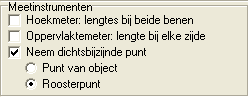 Meetinstrumenten
Hoekmeter: lengtes bij beide benen
Oppervlaktemeter: lengte bij elke zijde
Neem dichtsbijzijnde punt
Punt van object
Roosterpunt